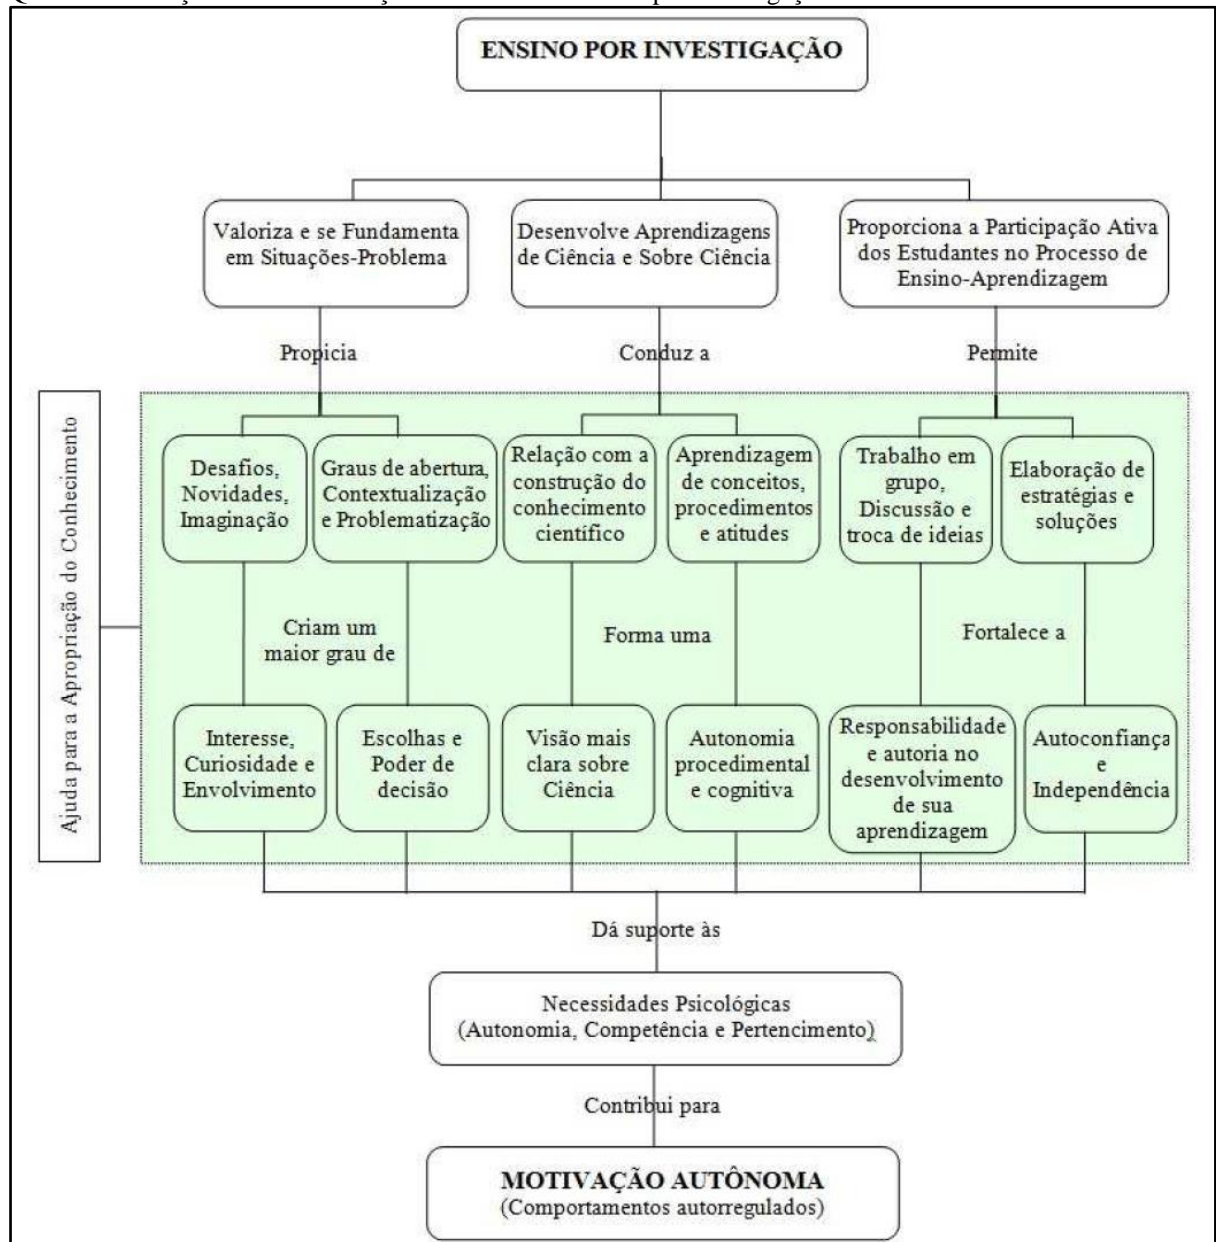 ENSINO POR INVESTIGAÇÃO
Valoriza e se Fundamenta
em Situações-Problema
Desenvolve Aprendizagens
de Ciência e Sobre Ciência
Proporciona a Participação Ativa
dos Estudantes no Processo de
Ensino-Aprendizagem
Propicia
Conduz a
Permite
Ajuda para a Apropriação do Conhecimento
Desafios,
Novidades,
Imaginação
Graus de abertura,
Contextualização
e Problematização
Relação com a
construção do
conhecimento
científico
Aprendizagem
de conceitos,
procedimentos
e atitudes
Trabalho em
grupo,
Discussão e
troca de ideias
Elaboração de
estratégias e
soluções
Criam um
maior grau de
Forma uma
Fortalece a
Interesse,
Curiosidade e
Envolvimento
Escolhas e
Poder de
decisão
Visão mais
clara sobre
Ciência
Autonomia
procedimental
e cognitiva
Responsabilidade
e autoria no
desenvolvimento
de sua
aprendizagem
Autoconfiança
e
Independência
Dá suporte às
Necessidades Psicológicas
(Autonomia, Competência e Pertencimento)
Contribui para
MOTIVAÇÃO AUTÔNOMA
(Comportamentos autorregulados)